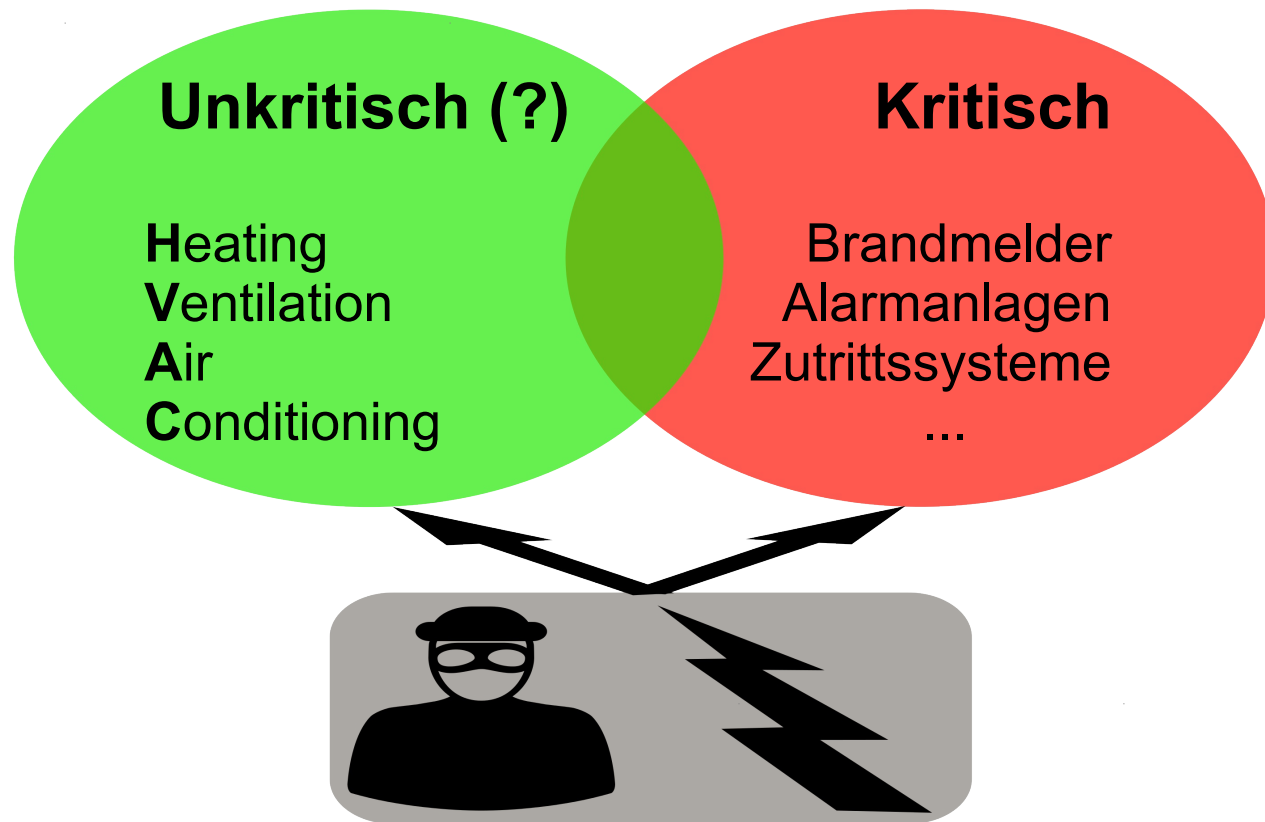 Unkritisch (?)
Heating
Ventilation
Air
Conditioning
Kritisch
Brandmelder
Alarmanlagen
Zutrittssysteme
...